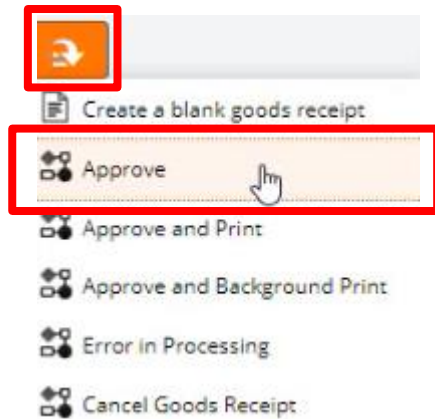 Create a blank goods receipt
Approve
Approve and Print
Approve and Background Print
Error in Processing
Cancel Goods Receipt